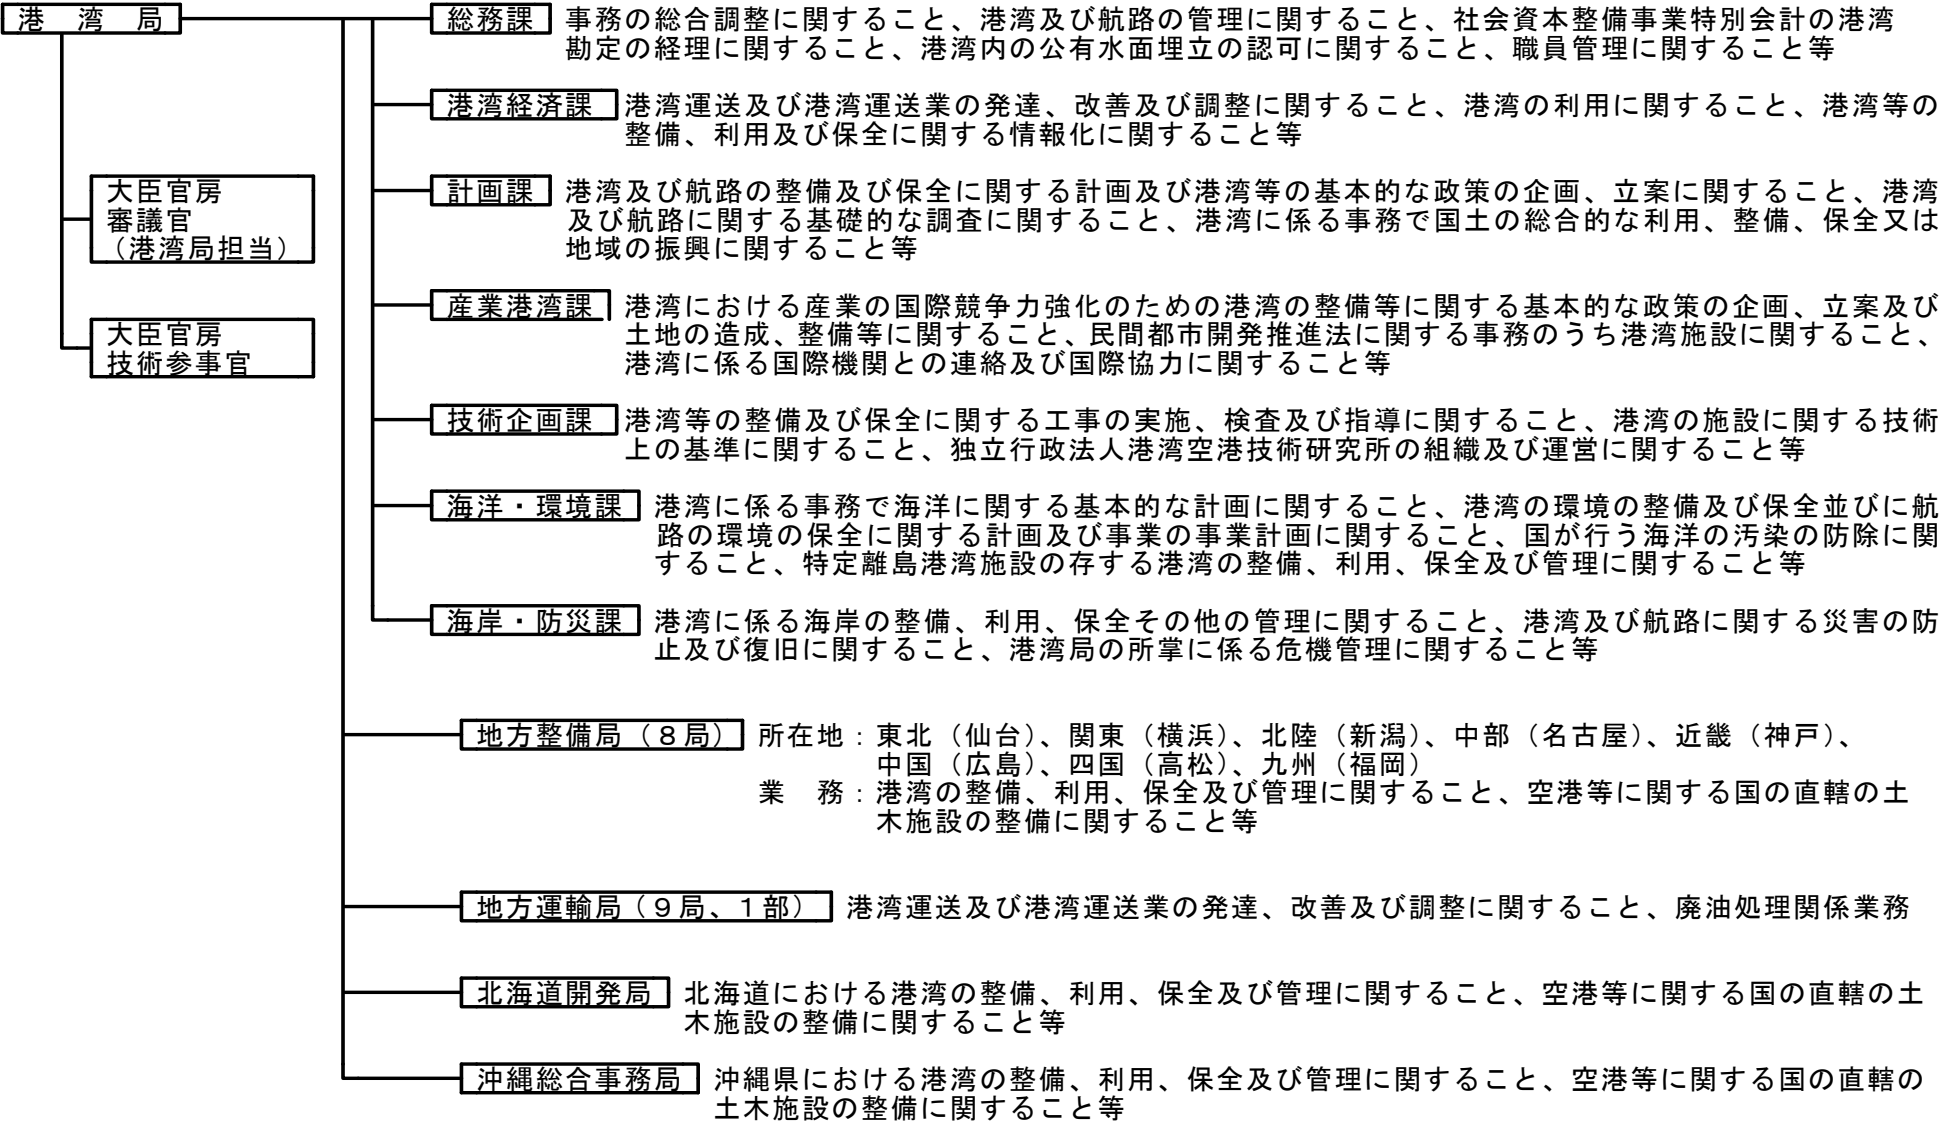 港　湾　局
総務課 事務の総合調整に関すること、港湾及び航路の管理に関すること、社会資本整備事業特別会計の港湾
勘定の経理に関すること、港湾内の公有水面埋立の認可に関すること、職員管理に関すること等
港湾経済課 港湾運送及び港湾運送業の発達、改善及び調整に関すること、港湾の利用に関すること、港湾等の
整備、利用及び保全に関する情報化に関すること等
大臣官房
審議官
（港湾局担当）
計画課 港湾及び航路の整備及び保全に関する計画及び港湾等の基本的な政策の企画、立案に関すること、港湾
及び航路に関する基礎的な調査に関すること、港湾に係る事務で国土の総合的な利用、整備、保全又は
地域の振興に関すること等
大臣官房
技術参事官
産業港湾課 港湾における産業の国際競争力強化のための港湾の整備等に関する基本的な政策の企画、立案及び
土地の造成、整備等に関すること、民間都市開発推進法に関する事務のうち港湾施設に関すること、
港湾に係る国際機関との連絡及び国際協力に関すること等
技術企画課 港湾等の整備及び保全に関する工事の実施、検査及び指導に関すること、港湾の施設に関する技術
上の基準に関すること、独立行政法人港湾空港技術研究所の組織及び運営に関すること等
海洋・環境課 港湾に係る事務で海洋に関する基本的な計画に関すること、港湾の環境の整備及び保全並びに航
路の環境の保全に関する計画及び事業の事業計画に関すること、国が行う海洋の汚染の防除に関
すること、特定離島港湾施設の存する港湾の整備、利用、保全及び管理に関すること等
海岸・防災課 港湾に係る海岸の整備、利用、保全その他の管理に関すること、港湾及び航路に関する災害の防
止及び復旧に関すること、港湾局の所掌に係る危機管理に関すること等
地方整備局（８局） 所在地：東北（仙台）、関東（横浜）、北陸（新潟）、中部（名古屋）、近畿（神戸）、
中国（広島）、四国（高松）、九州（福岡）
業　務：港湾の整備、利用、保全及び管理に関すること、空港等に関する国の直轄の土
木施設の整備に関すること等
地方運輸局（９局、１部） 港湾運送及び港湾運送業の発達、改善及び調整に関すること、廃油処理関係業務
北海道開発局 北海道における港湾の整備、利用、保全及び管理に関すること、空港等に関する国の直轄の土
木施設の整備に関すること等
沖縄総合事務局 沖縄県における港湾の整備、利用、保全及び管理に関すること、空港等に関する国の直轄の
土木施設の整備に関すること等